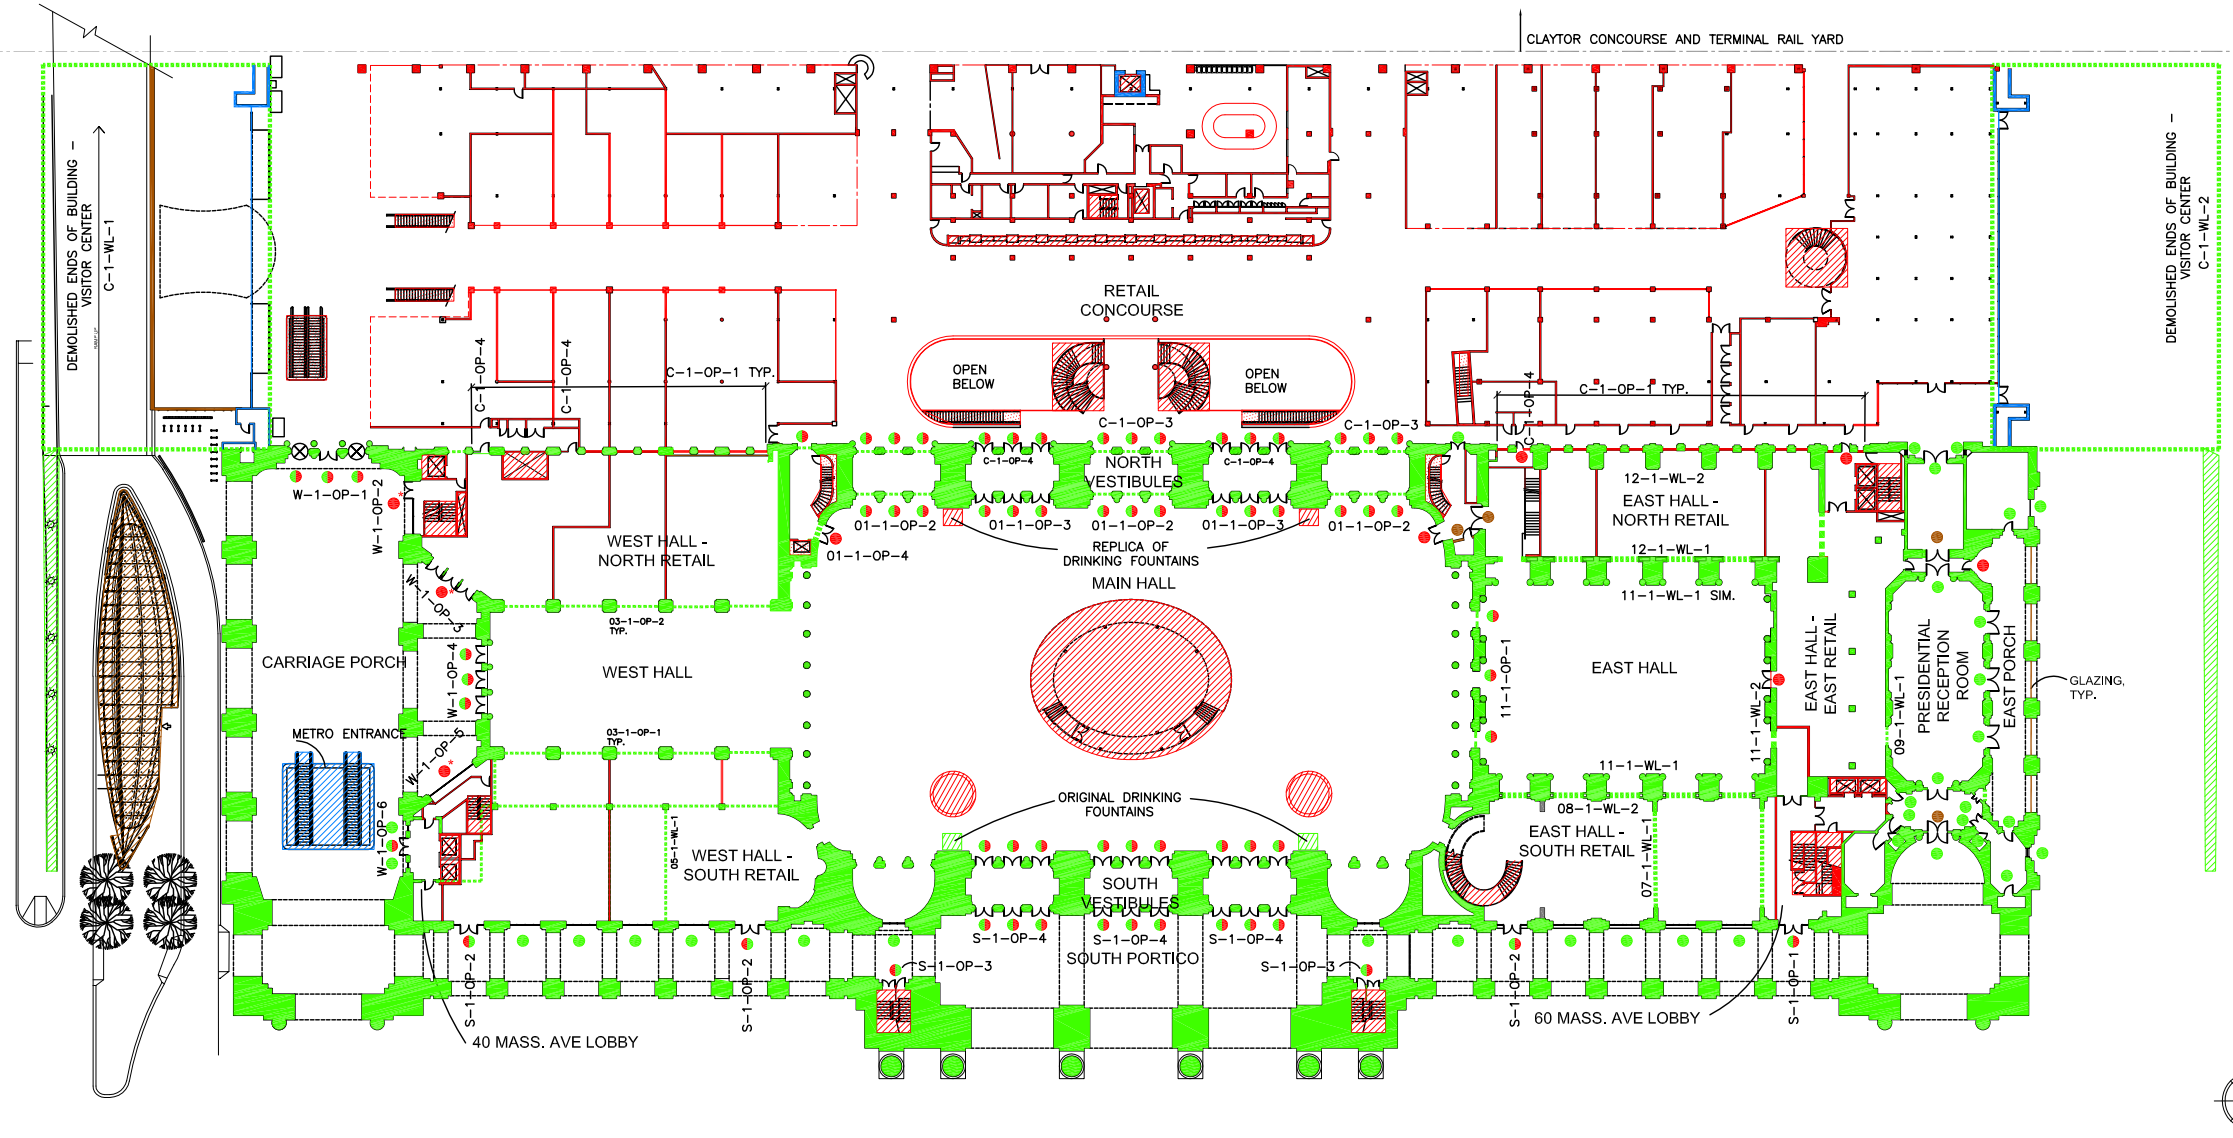 CLAYTOR CONCOURSE AND TERMINAL RAIL YARD
DEMOLISHED ENDS OF BUILDING –
VISITOR CENTER
C-1-WL-1
DEMOLISHED ENDS OF BUILDING –
VISITOR CENTER
C-1-WL-2
RETAIL
CONCOURSE
OPEN
BELOW
OPEN
BELOW
C-1-OP-4
C-1-OP-4
C-1-OP-1 TYP.
C-1-OP-4
C-1-OP-1 TYP.
C-1-OP-3
C-1-OP-3
C-1-OP-4
C-1-OP-4
NORTH
VESTIBULES
W-1-OP-1
W-1-OP-2
01-1-OP-2
01-1-OP-3
01-1-OP-2
01-1-OP-3
01-1-OP-2
01-1-OP-4
REPLICA OF
DRINKING FOUNTAINS
MAIN HALL
WEST HALL -
NORTH RETAIL
12-1-WL-2
EAST HALL -
NORTH RETAIL
12-1-WL-1
11-1-WL-1 SIM.
W-1-OP-3
03-1-OP-2
TYP.
CARRIAGE PORCH
W-1-OP-4
WEST HALL
11-1-OP-1
EAST HALL
11-1-WL-2
EAST HALL -
EAST RETAIL
09-1-WL-1
PRESIDENTIAL
RECEPTION
ROOM
EAST PORCH
GLAZING,
TYP.
METRO ENTRANCE
W-1-OP-5
03-1-OP-1
TYP.
11-1-WL-1
ORIGINAL DRINKING
FOUNTAINS
W-1-OP-6
05-1-WL-1
WEST HALL -
SOUTH RETAIL
08-1-WL-2
EAST HALL -
SOUTH RETAIL
07-1-WL-1
SOUTH
VESTIBULES
S-1-OP-4
S-1-OP-4
S-1-OP-4
SOUTH PORTICO
S-1-OP-2
S-1-OP-2
S-1-OP-3
S-1-OP-3
S-1-OP-2
S-1-OP-1
40 MASS. AVE LOBBY
60 MASS. AVE LOBBY